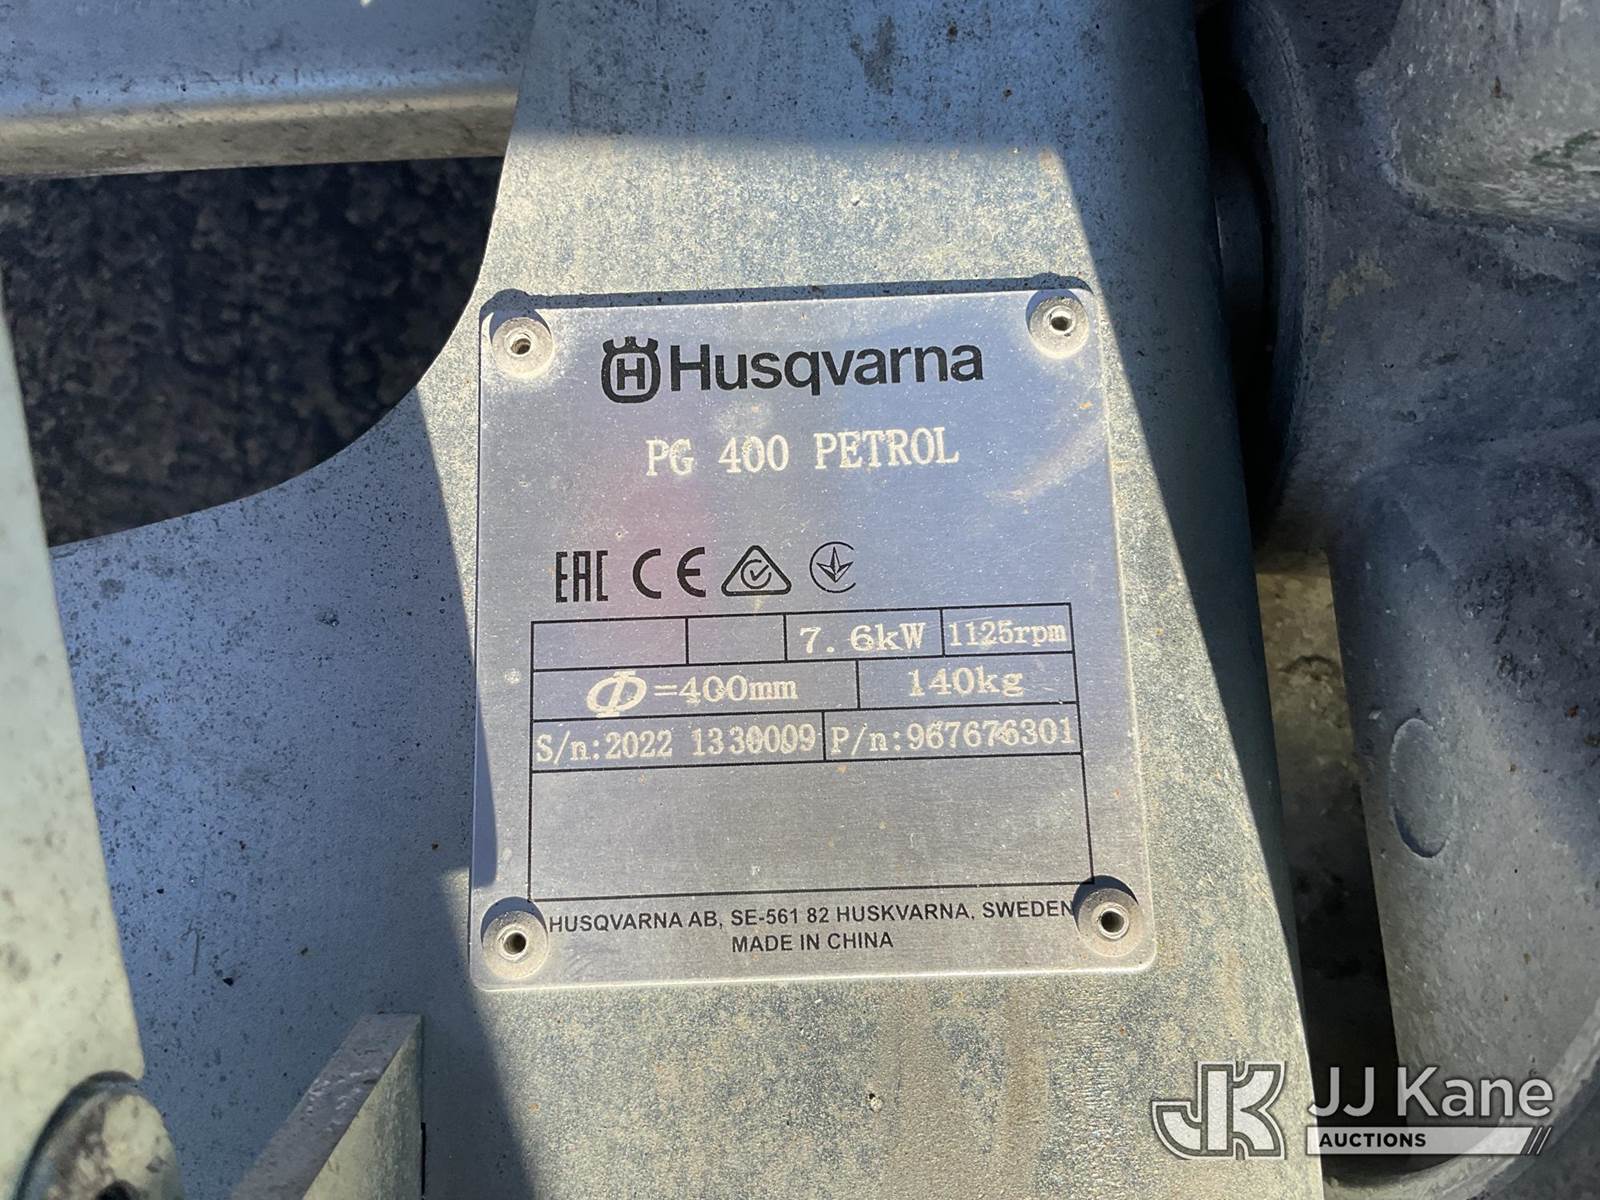 Husqvarna
PG 400 PETROL
EAC CE
7.6kW 1125rpm
Φ=400mm 140kg
S/n:2022 1330009 P/n:967676301
HUSQVARNA AB, SE-561 82 HUSKVARNA, SWEDEN
MADE IN CHINA
JJ Kane
AUCTIONS